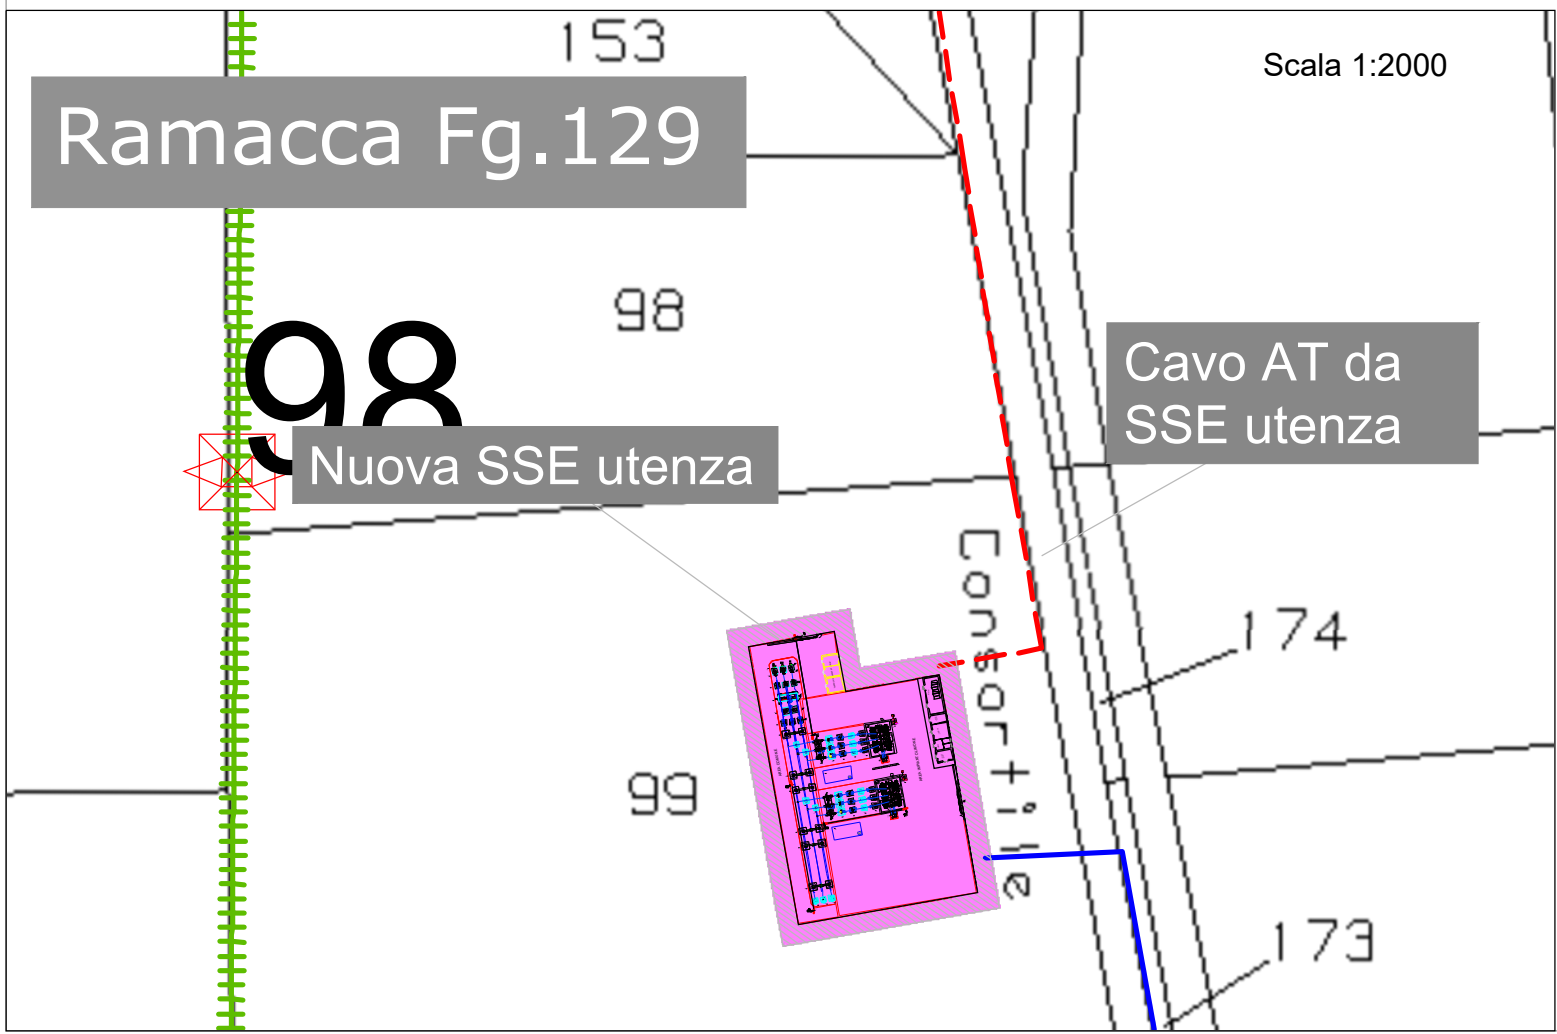 153
Scala 1:2000
Ramacca Fg.129
98
98
Cavo AT da
SSE utenza
Nuova SSE utenza
Consortile
174
99
173